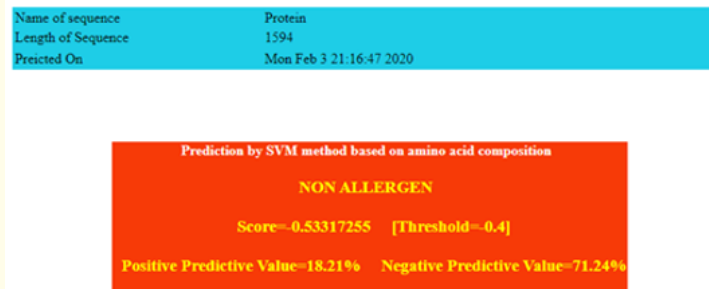 Name of sequence Protein
Length of Sequence 1594
Preicted On Mon Feb 3 21:16:47 2020
Prediction by SVM method based on amino acid composition
NON ALLERGEN
Score=-0.53317255 [Threshold=-0.4]
Positive Predictive Value=18.21% Negative Predictive Value=71.24%